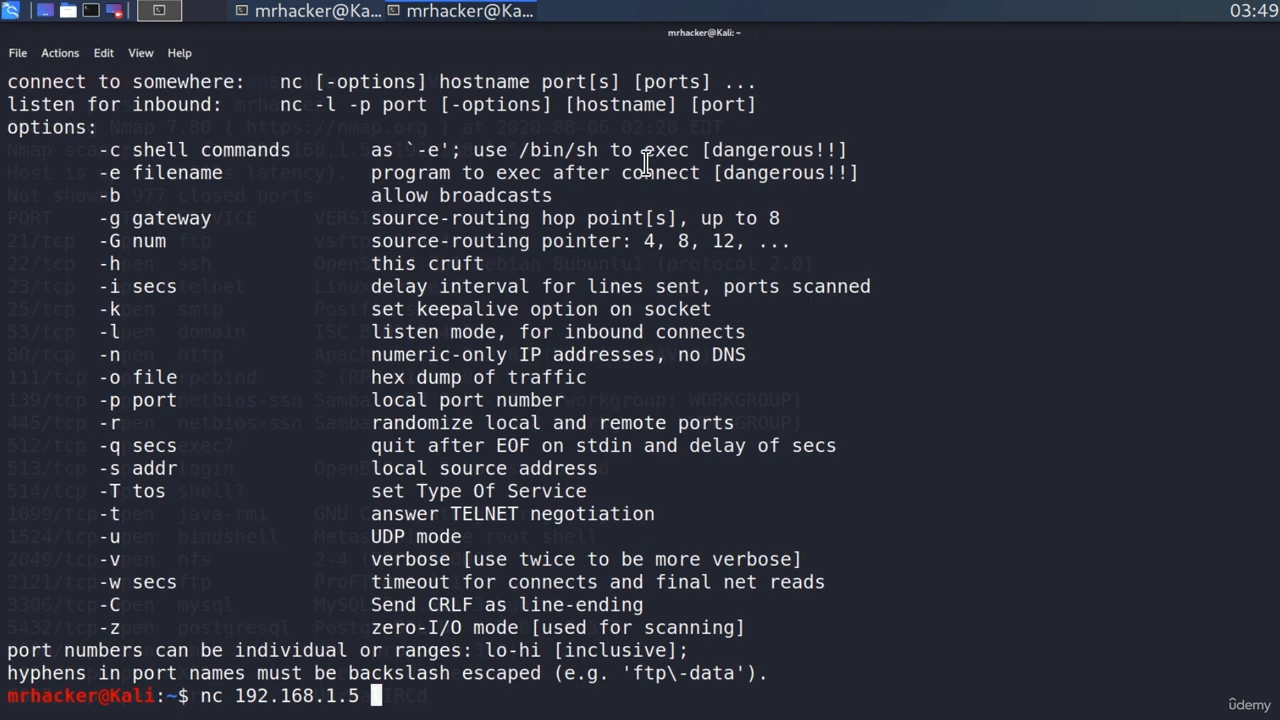 mrhacker@Ka... mrhacker@Ka... 03:49
mrhacker@Kali: ~
File Actions Edit View Help
connect to somewhere: nc [-options] hostname port[s] [ports] ...
listen for inbound: nc -l -p port [-options] [hostname] [port]
options:
-c shell commands as `-e'; use /bin/sh to exec [dangerous!!]
-e filename program to exec after connect [dangerous!!]
-b allow broadcasts
-g gateway source-routing hop point[s], up to 8
-G num source-routing pointer: 4, 8, 12, ...
-h this cruft
-i secs delay interval for lines sent, ports scanned
-k set keepalive option on socket
-l listen mode, for inbound connects
-n numeric-only IP addresses, no DNS
-o file hex dump of traffic
-p port local port number
-r randomize local and remote ports
-q secs quit after EOF on stdin and delay of secs
-s addr local source address
-T tos set Type Of Service
-t answer TELNET negotiation
-u UDP mode
-v verbose [use twice to be more verbose]
-w secs timeout for connects and final net reads
-C Send CRLF as line-ending
-z zero-I/O mode [used for scanning]
port numbers can be individual or ranges: lo-hi [inclusive];
hyphens in port names must be backslash escaped (e.g. 'ftp\-data').
mrhacker@Kali:~$ nc 192.168.1.5
udemy